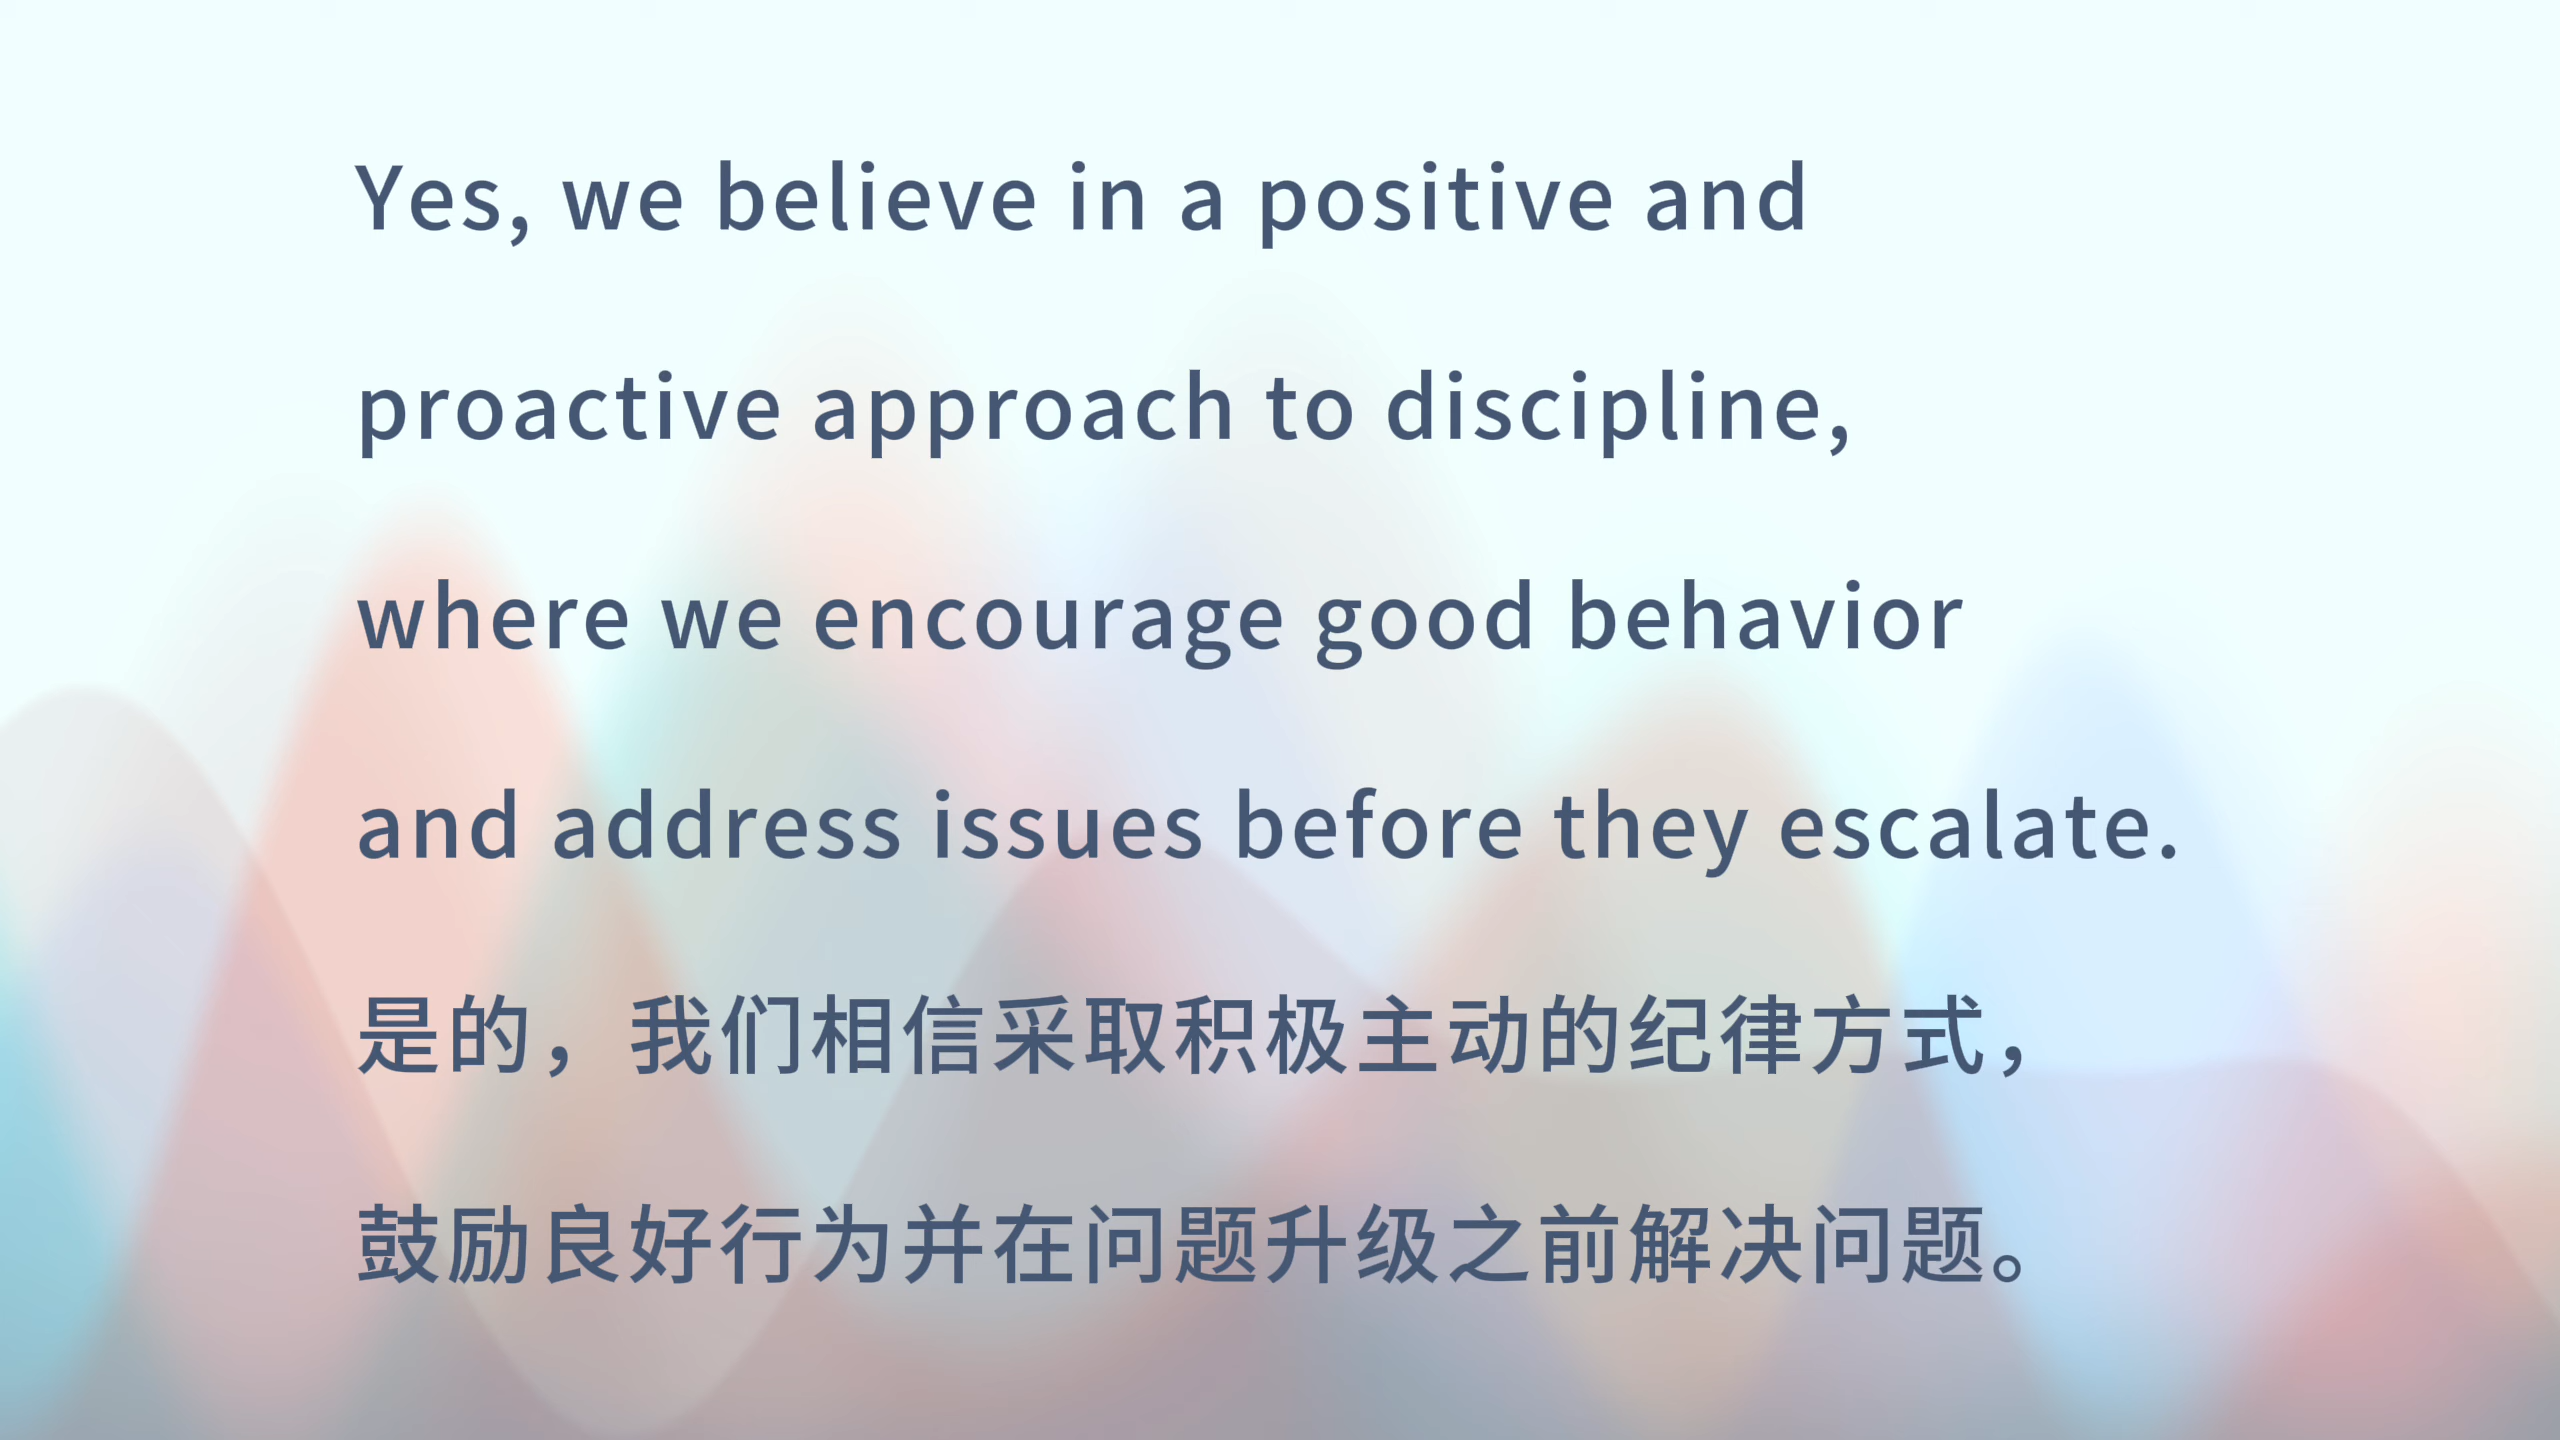 Yes, we believe in a positive and
proactive approach to discipline,
where we encourage good behavior
and address issues before they escalate.
是的，我们相信采取积极主动的纪律方式，
鼓励良好行为并在问题升级之前解决问题。